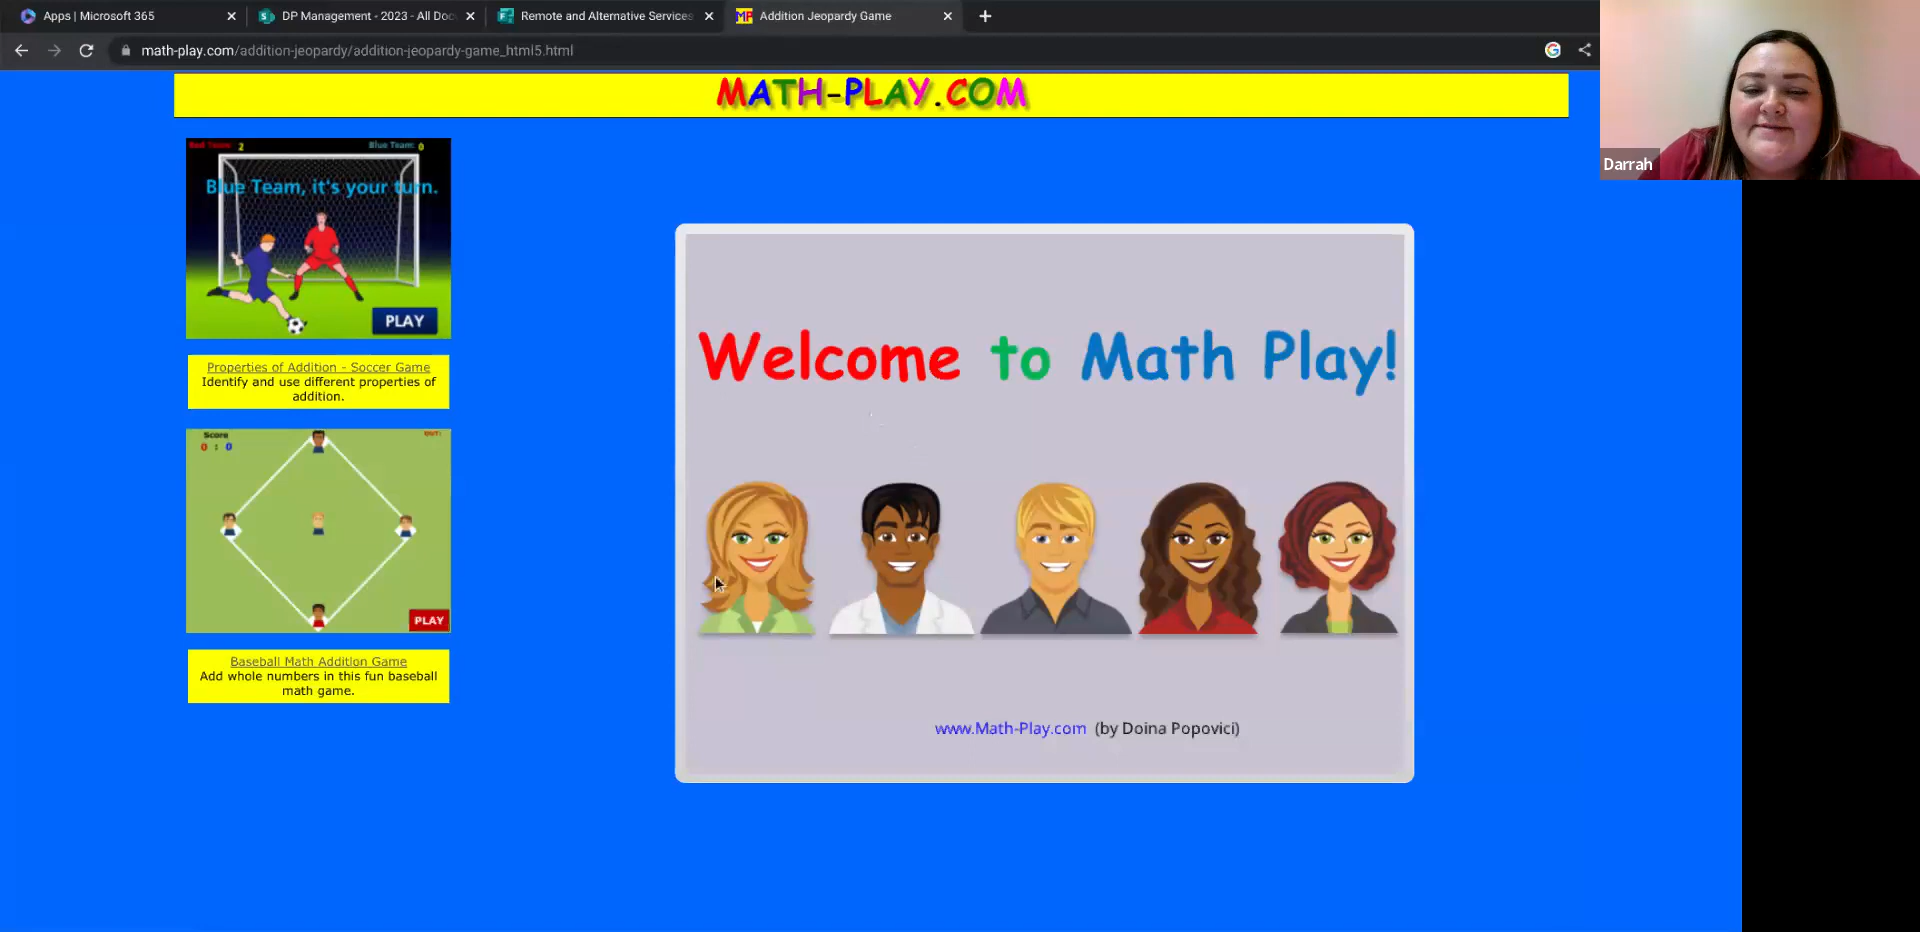 Apps | Microsoft 365
DP Management - 2023 - All Doc
Remote and Alternative Services
Addition Jeopardy Game
math-play.com/addition-jeopardy/addition-jeopardy-game_html5.html
MATH-PLAY.COM
Darrah
Red Team: 2
Blue Team: 0
Blue Team, it's your turn.
PLAY
Properties of Addition - Soccer Game
Identify and use different properties of
addition.
Score
0 : 0
OUT:
PLAY
Baseball Math Addition Game
Add whole numbers in this fun baseball
math game.
Welcome to Math Play!
www.Math-Play.com (by Doina Popovici)